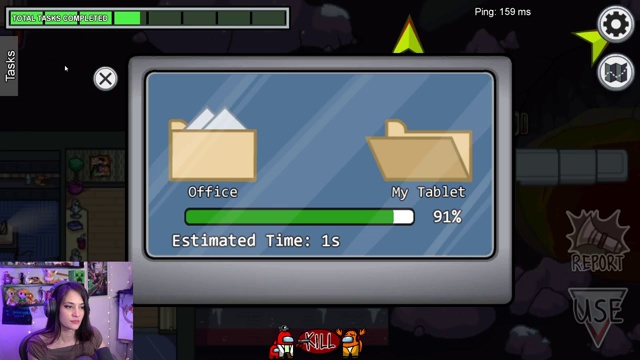 TOTAL TASKS COMPLETED
Ping: 159 ms
Tasks
Office
My Tablet
91%
Estimated Time: 1s
REPORT
USE
KILL